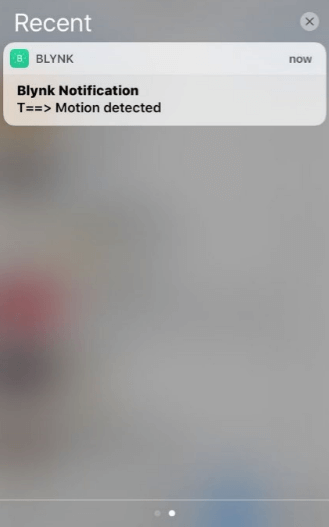 Recent
BLYNK now
Blynk Notification
T==> Motion detected